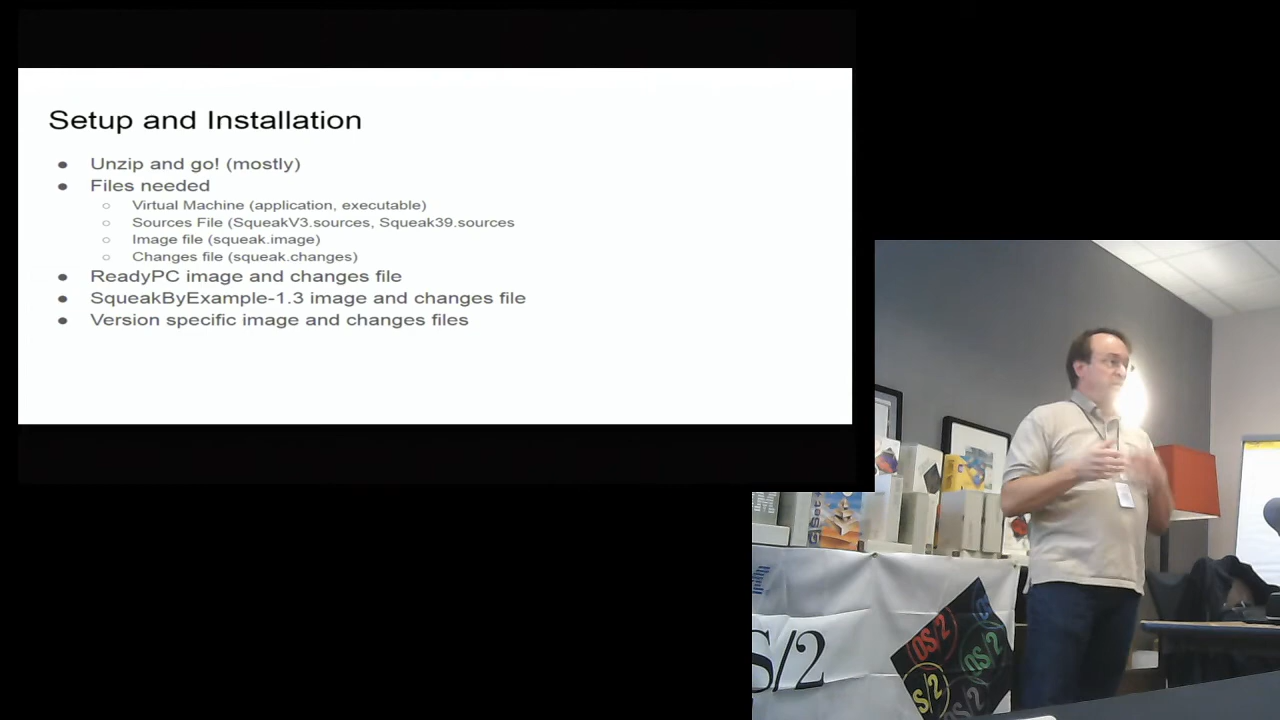 Setup and Installation
● Unzip and go! (mostly)
● Files needed
○ Virtual Machine (application, executable)
○ Sources File (SqueakV3.sources, Squeak39.sources
○ Image file (squeak.image)
○ Changes file (squeak.changes)
● ReadyPC image and changes file
● SqueakByExample-1.3 image and changes file
● Version specific image and changes files
S/2
OS/2
OS/2
S/2